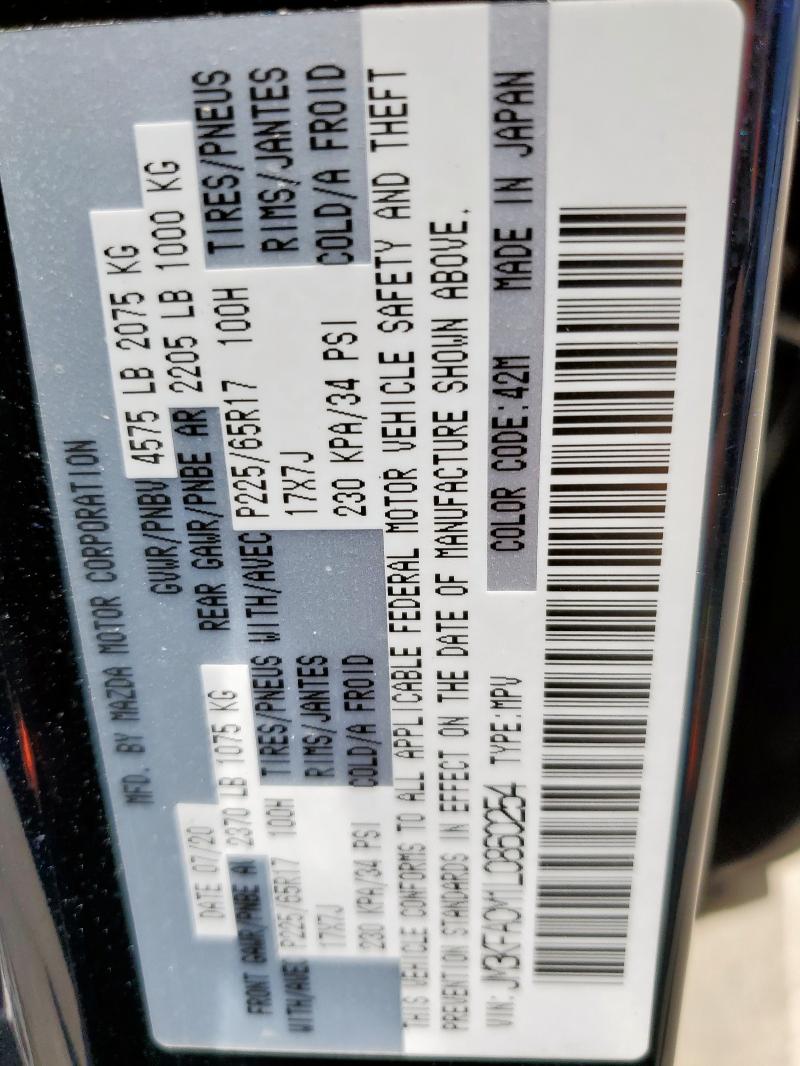 MFD. BY MAZDA MOTOR CORPORATION
DATE 07/20 GVWR/PNBV 4575 LB 2075 KG
FRONT GAWR/PNBE AV 2370 LB 1075 KG REAR GAWR/PNBE AR 2205 LB 1000 KG
WITH/AVEC P225/65R17 100H TIRES/PNEUS WITH/AVEC P225/65R17 100H TIRES/PNEUS
17X7J RIMS/JANTES 17X7J RIMS/JANTES
230 KPA/34 PSI COLD/A FROID 230 KPA/34 PSI COLD/A FROID
THIS VEHICLE CONFORMS TO ALL APPLICABLE FEDERAL MOTOR VEHICLE SAFETY AND THEFT
PREVENTION STANDARDS IN EFFECT ON THE DATE OF MANUFACTURE SHOWN ABOVE.
VIN: JM3KFACM1L0860254 TYPE:MPV COLOR CODE:42M MADE IN JAPAN